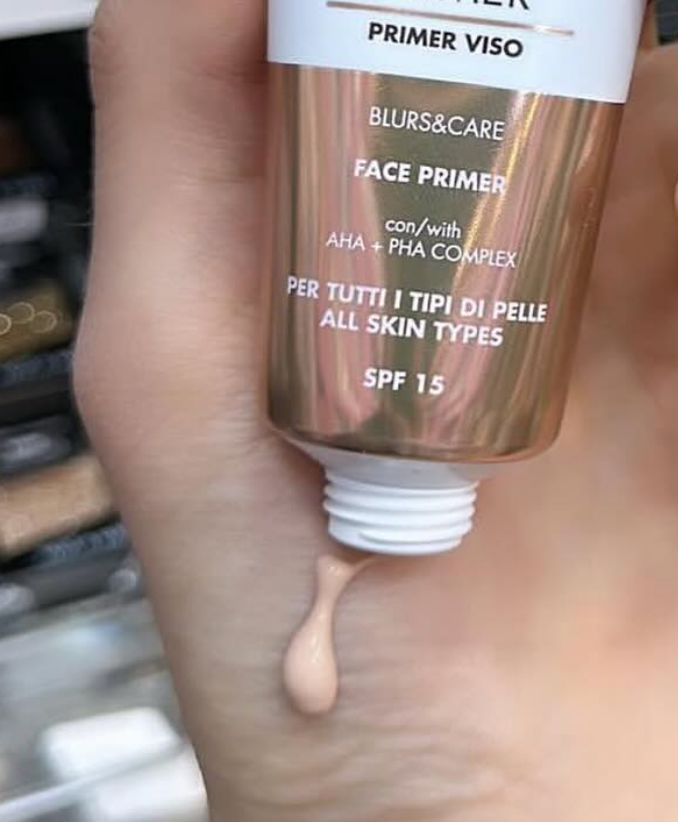 PRIMER VISO
BLURS&CARE
FACE PRIMER
con/with
AHA + PHA COMPLEX
PER TUTTI I TIPI DI PELLE
ALL SKIN TYPES
SPF 15